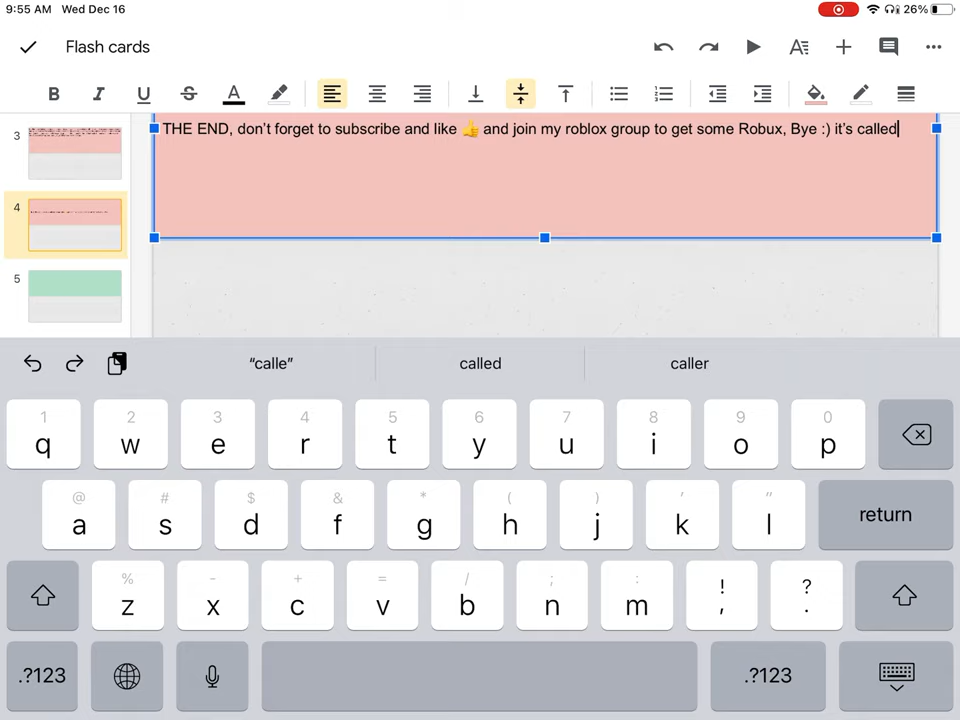 9:55 AM Wed Dec 16
26%
Flash cards
B I U S A
THE END, don't forget to subscribe and like 👍 and join my roblox group to get some Robux, Bye :) it's called
3
4
5
“calle” called caller
1 2 3 4 5 6 7 8 9 0
q w e r t y u i o p
@ # $ & * ( ) ' "
a s d f g h j k l return
% - + = / ; : ! ?
z x c v b n m , .
.?123 .?123